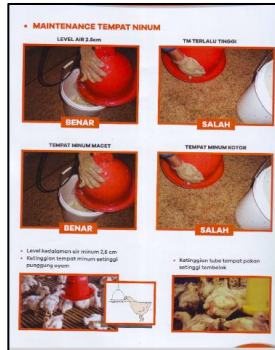 • MAINTENANCE TEMPAT NINUM
LEVEL AIR 2.5cm
TM TERLALU TINGGI
BENAR
SALAH
TEMPAT MINUM MACET
TEMPAT MINUM KOTOR
BENAR
SALAH
• Level kedalaman air minum 2,5 cm
• Ketinggian tempat minum setinggi
punggung ayam
• Ketinggian tube tempat pakan
setinggi tembolok